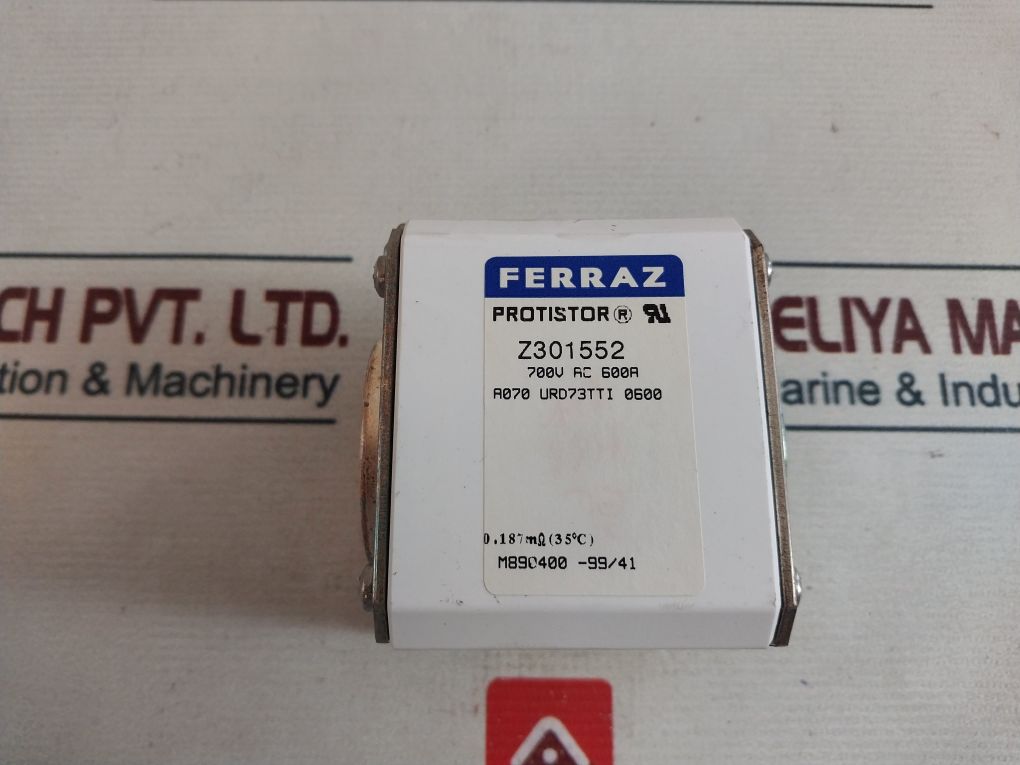 FERRAZ
PROTISTOR®
Z301552
700V AC 600A
A070 URD73TTI 0600
0.187mΩ(35°C)
M890400 -99/41
CH PVT. LTD.
tion & Machinery
ELIYA MA
arine & Indu